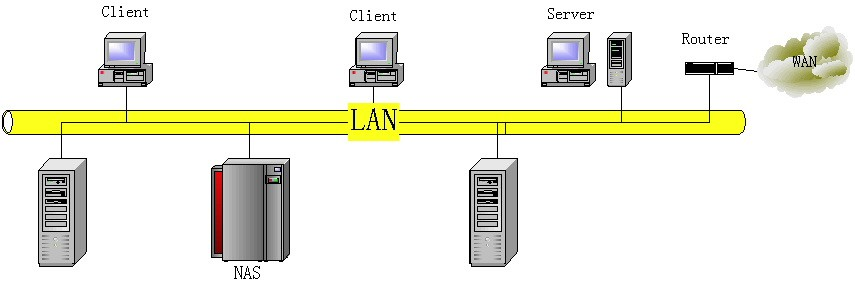 Client
Client
Server
Router
WAN
LAN
NAS